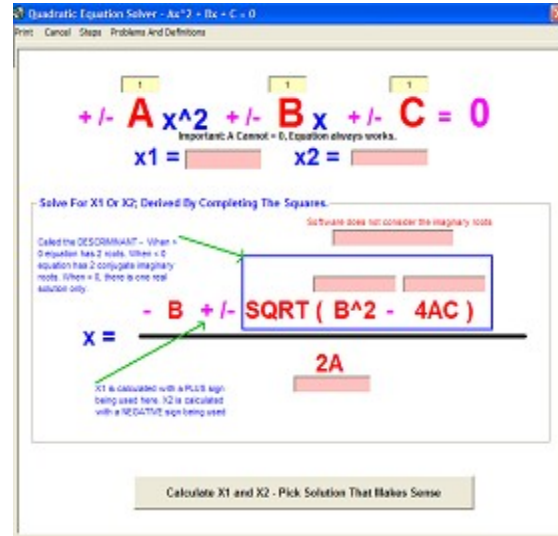 Quadratic Equation Solver - Ax^2 + Bx + C = 0
Print Cancel Steps Problems And Definitions
1 1 1
+/- A x^2 +/- B x +/- C = 0
Important: A Cannot = 0, Equation always works.
x1 = x2 =
Solve For X1 Or X2; Derived By Completing The Squares.
Software does not consider the imaginary roots
Called the DESCRIMINANT - When >
0 equation has 2 roots. When < 0
equation has 2 conjugate imaginary
roots. When = 0, there is one real
solution only.
- B +/- SQRT ( B^2 - 4AC )
x =
2A
X1 is calculated with a PLUS sign
being used here. X2 is calculated
with a NEGATIVE sign being used
Calculate X1 and X2 - Pick Solution That Makes Sense